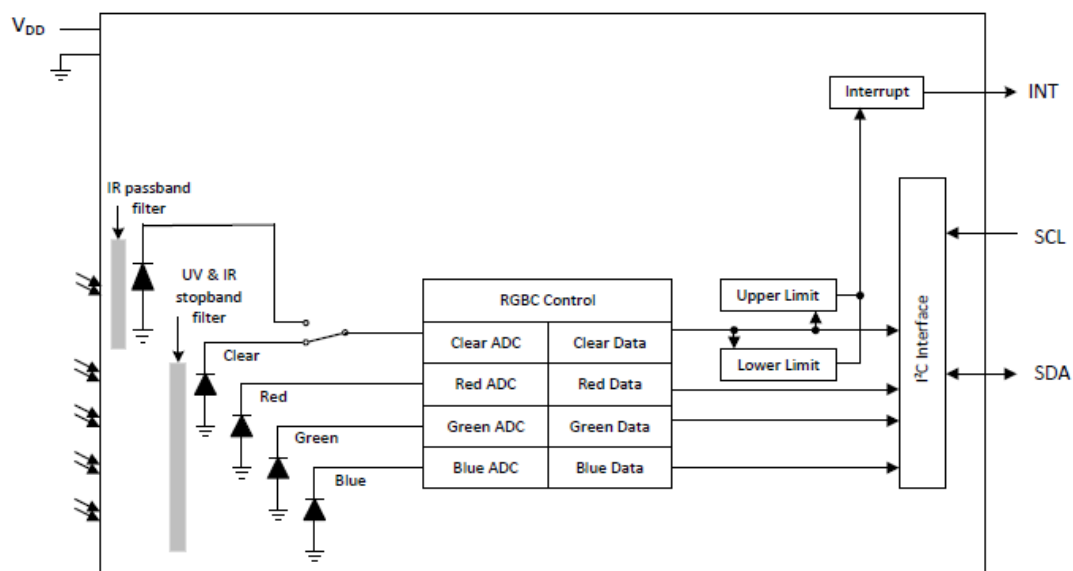 VDD
Interrupt
INT
IR passband
filter
SCL
UV & IR
stopband
filter
RGBC Control
Upper Limit
I²C Interface
Clear
Clear ADC
Clear Data
Lower Limit
Red
Red ADC
Red Data
SDA
Green
Green ADC
Green Data
Blue
Blue ADC
Blue Data